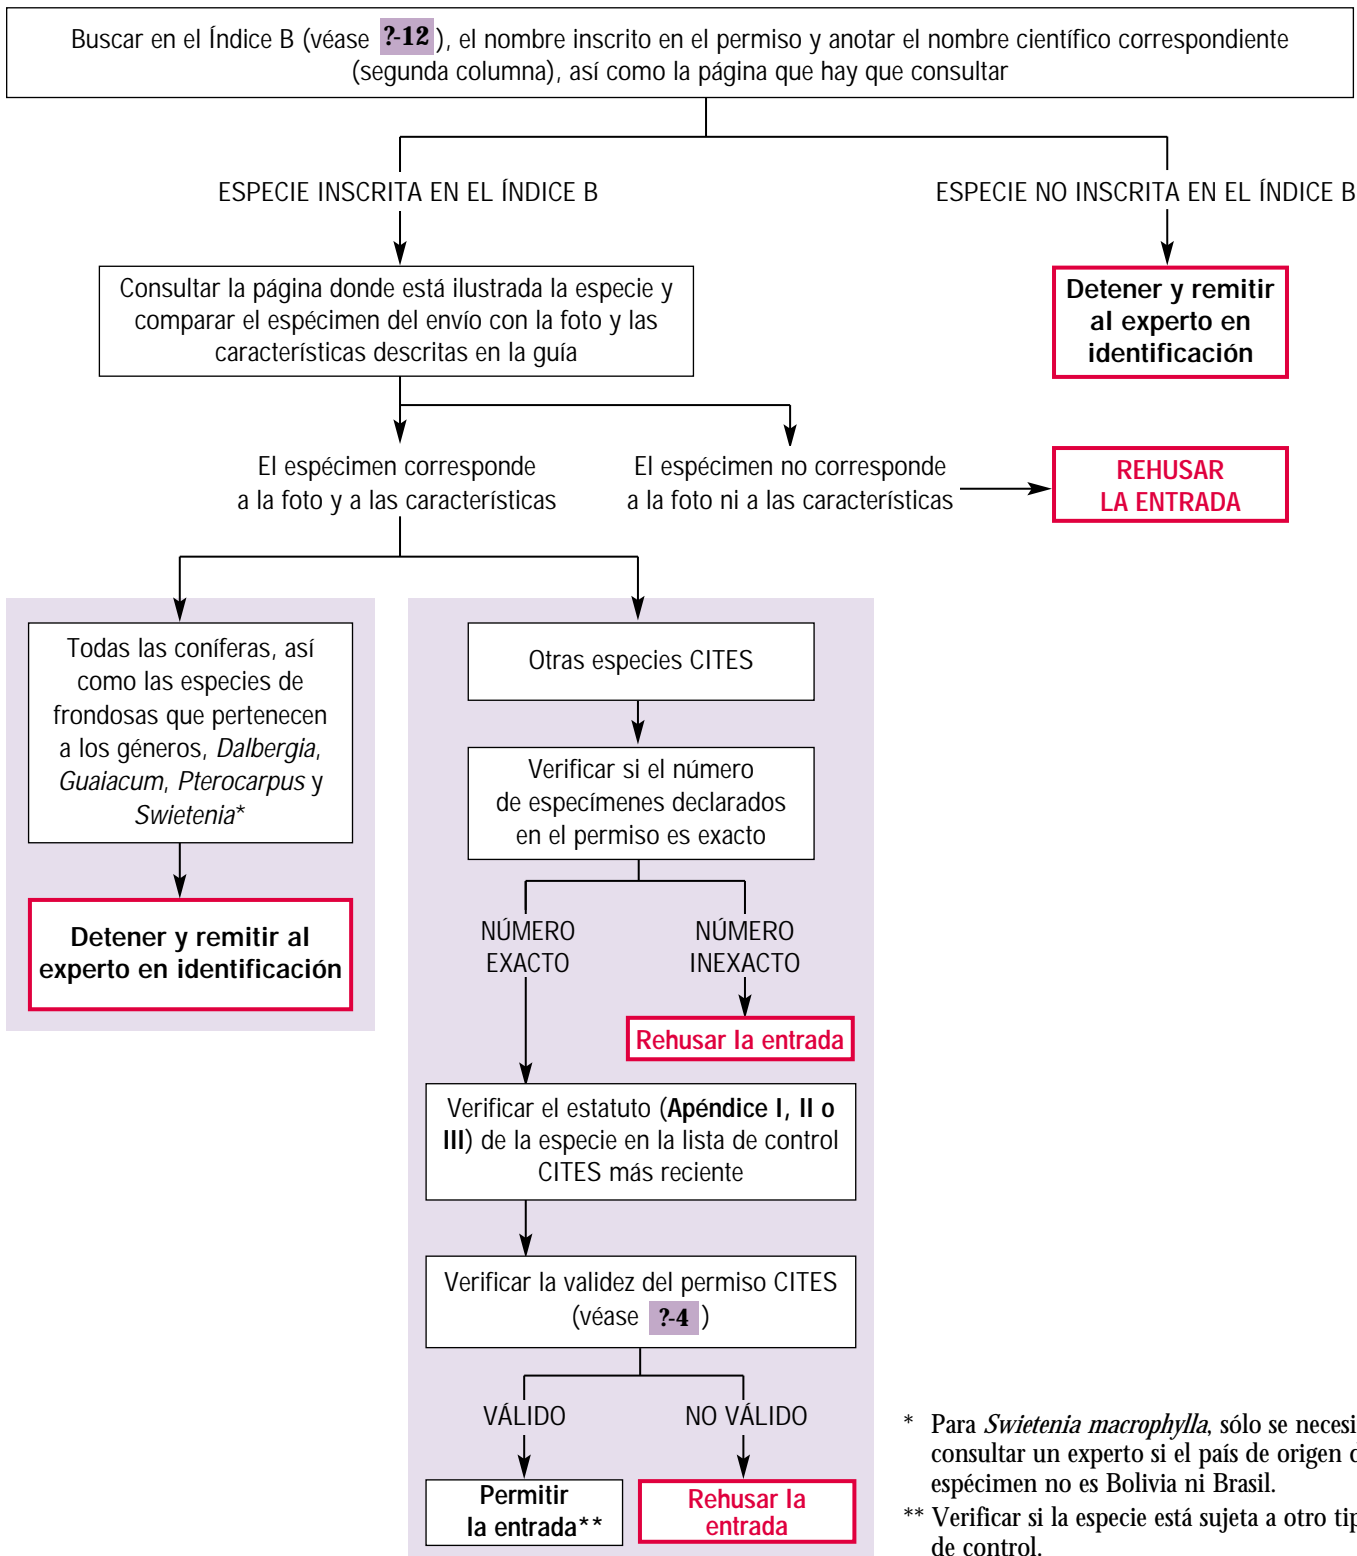 Buscar en el Índice B (véase ?-12 ), el nombre inscrito en el permiso y anotar el nombre científico correspondiente
(segunda columna), así como la página que hay que consultar
ESPECIE INSCRITA EN EL ÍNDICE B
ESPECIE NO INSCRITA EN EL ÍNDICE B
Consultar la página donde está ilustrada la especie y
comparar el espécimen del envío con la foto y las
características descritas en la guía
Detener y remitir
al experto en
identificación
El espécimen corresponde
a la foto y a las características
El espécimen no corresponde
a la foto ni a las características
REHUSAR
LA ENTRADA
Todas las coníferas, así
como las especies de
frondosas que pertenecen
a los géneros, Dalbergia,
Guaiacum, Pterocarpus y
Swietenia*
Detener y remitir al
experto en identificación
Otras especies CITES
Verificar si el número
de especímenes declarados
en el permiso es exacto
NÚMERO
EXACTO
NÚMERO
INEXACTO
Rehusar la entrada
Verificar el estatuto (Apéndice I, II o
III) de la especie en la lista de control
CITES más reciente
Verificar la validez del permiso CITES
(véase ?-4 )
VÁLIDO
NO VÁLIDO
Permitir
la entrada**
Rehusar la
entrada
* Para Swietenia macrophylla, sólo se necesi
consultar un experto si el país de origen
espécimen no es Bolivia ni Brasil.
** Verificar si la especie está sujeta a otro tip
de control.